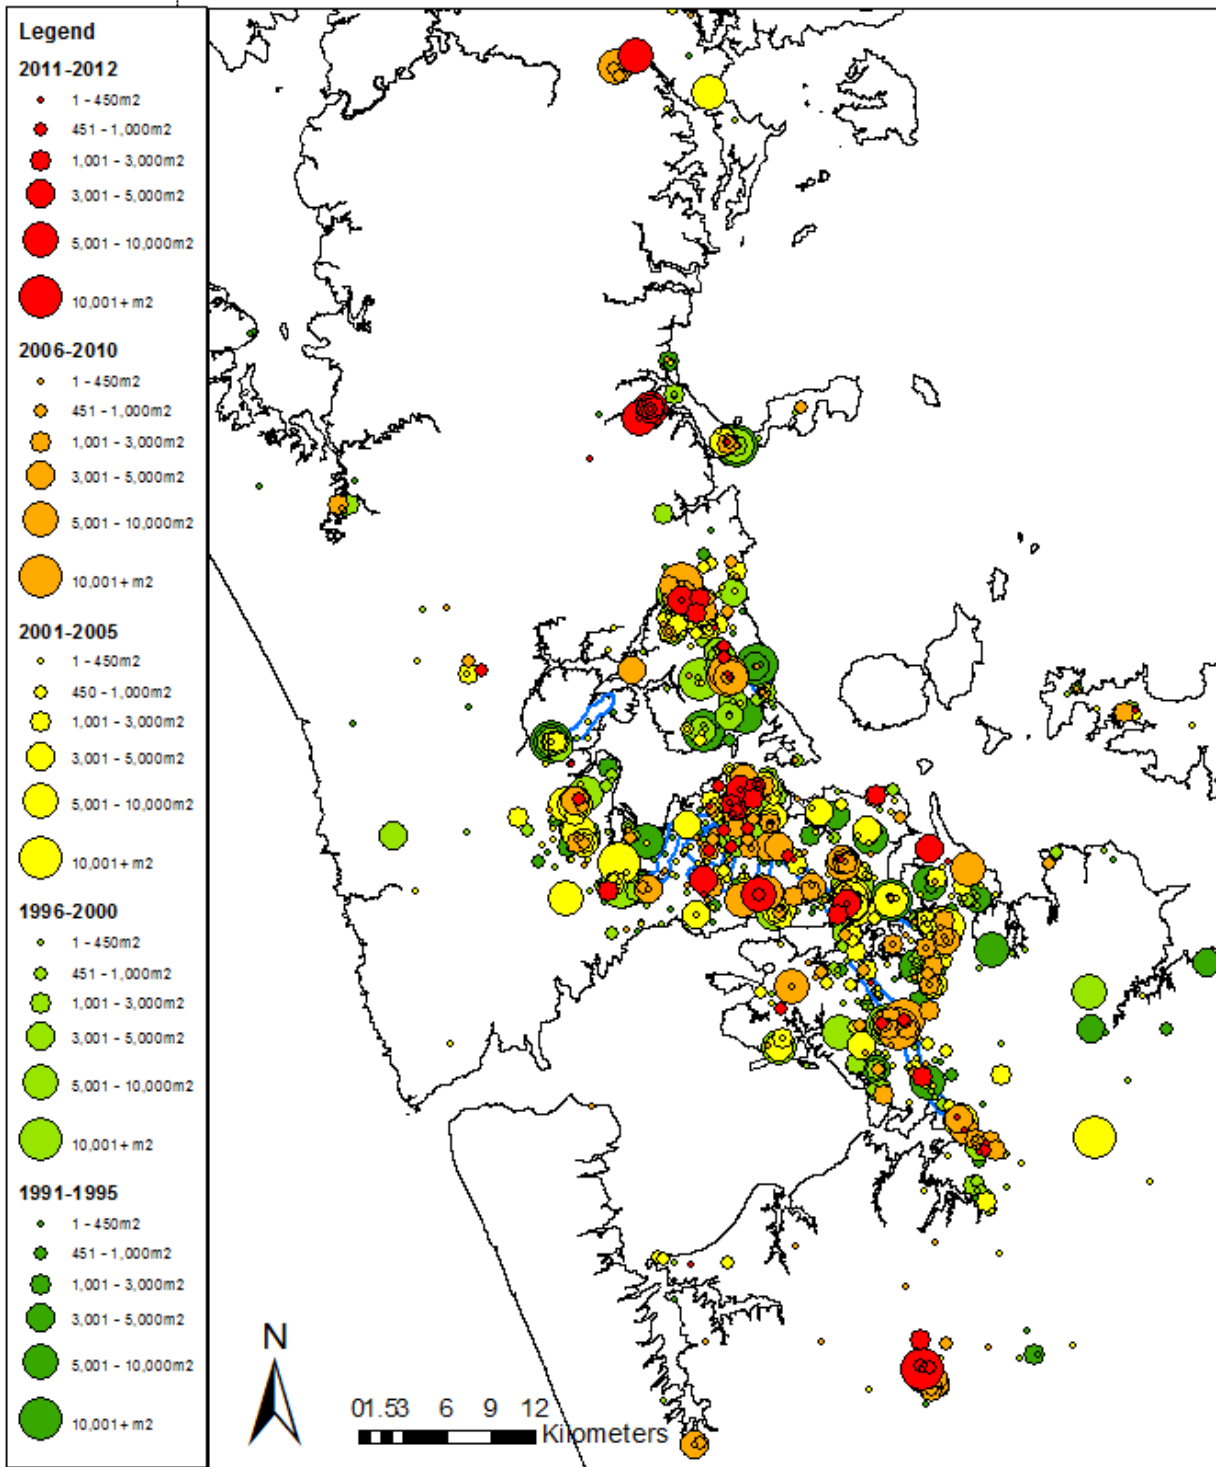 Legend
2011-2012
1 - 450m2
451 - 1,000m2
1,001 - 3,000m2
3,001 - 5,000m2
5,001 - 10,000m2
10,001+ m2
2006-2010
1 - 450m2
451 - 1,000m2
1,001 - 3,000m2
3,001 - 5,000m2
5,001 - 10,000m2
10,001+ m2
2001-2005
1 - 450m2
450 - 1,000m2
1,001 - 3,000m2
3,001 - 5,000m2
5,001 - 10,000m2
10,001+ m2
1996-2000
1 - 450m2
451 - 1,000m2
1,001 - 3,000m2
3,001 - 5,000m2
5,001 - 10,000m2
10,001+ m2
1991-1995
1 - 450m2
451 - 1,000m2
1,001 - 3,000m2
3,001 - 5,000m2
5,001 - 10,000m2
10,001+ m2
N
01.53 6 9 12
Kilometers